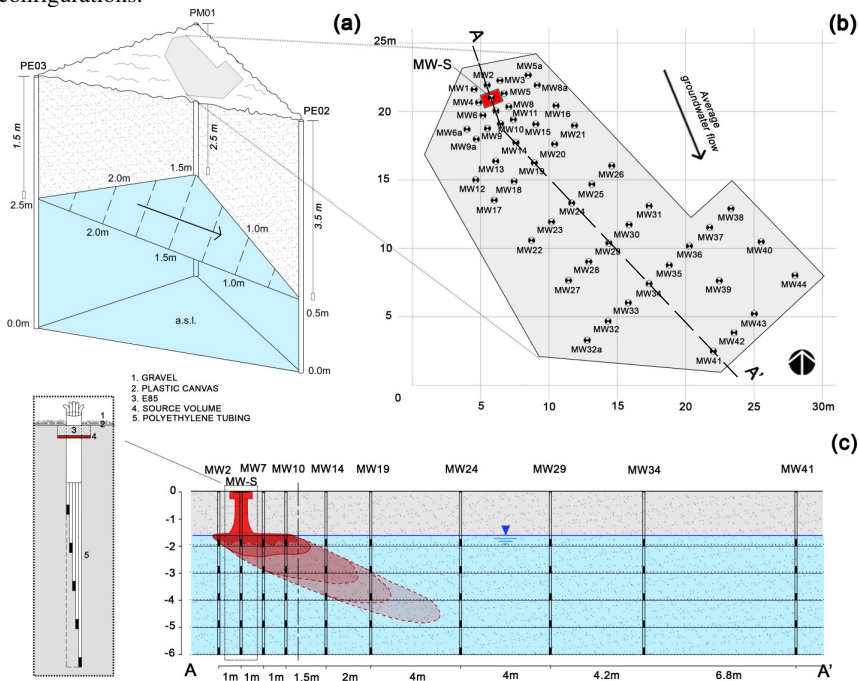 configurations.
PM01
(a)
PE03
PE02
1.5 m
2.5 m
3.5 m
1.5m
2.0m
2.5m
1.0m
2.0m
1.5m
1.0m
0.5m
a.s.l.
0.0m
0.0m
(b)
25m
20
15
10
5
0
5
10
15
20
25
30m
A
MW-S
Average
groundwater flow
MW5a
MW2
MW3
MW8a
MW1
MW5
MW4
MW8
MW16
MW6
MW11
MW6a
MW9
MW10
MW15
MW21
MW9a
MW14
MW20
MW13
MW19
MW26
MW12
MW18
MW25
MW17
MW24
MW31
MW38
MW23
MW30
MW37
MW22
MW29
MW36
MW40
MW28
MW35
MW27
MW34
MW39
MW44
MW33
MW32
MW43
MW32a
MW42
MW41
A'
1. GRAVEL
2. PLASTIC CANVAS
3. E85
4. SOURCE VOLUME
5. POLYETHYLENE TUBING
1
2
3
4
5
(c)
MW2
MW7
MW10
MW14
MW19
MW24
MW29
MW34
MW41
MW-S
0
-1
-2
-3
-4
-5
-6
A
1m
1m
1m
1.5m
2m
4m
4m
4.2m
6.8m
A'